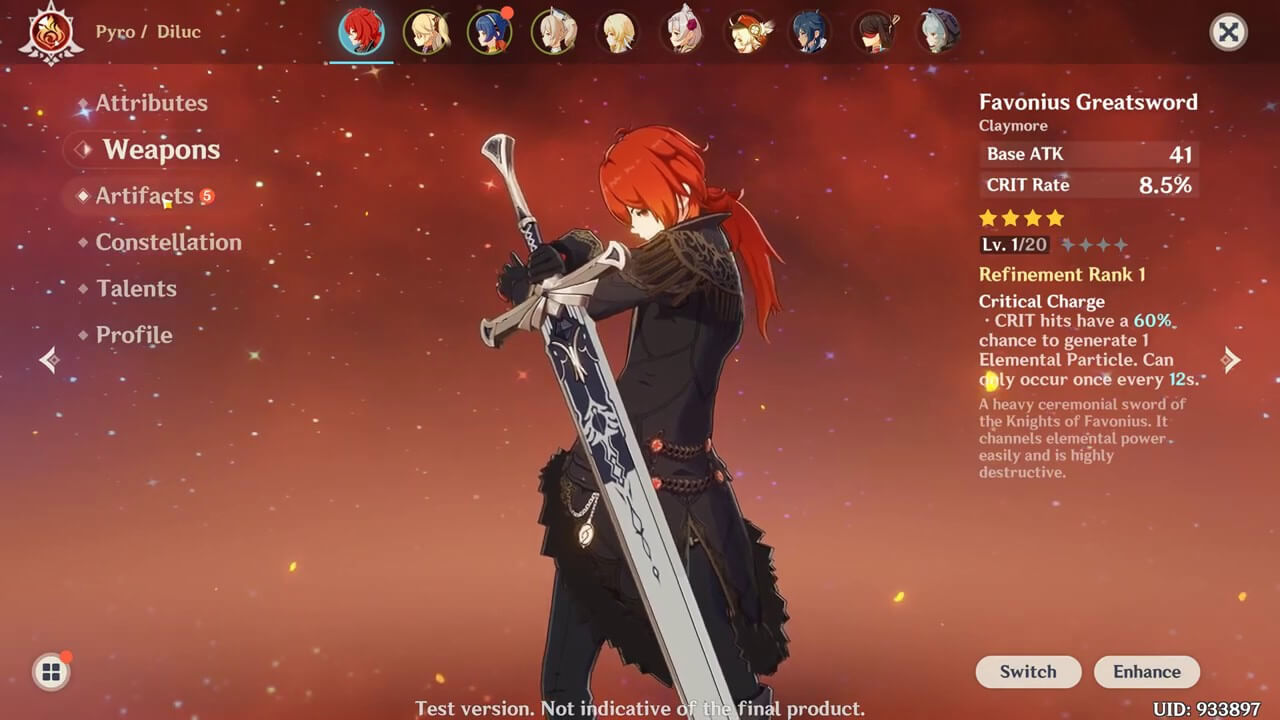 Pyro / Diluc
Attributes
Weapons
Artifacts 5
Constellation
Talents
Profile
Favonius Greatsword
Claymore
Base ATK 41
CRIT Rate 8.5%
Lv. 1/20
Refinement Rank 1
Critical Charge
· CRIT hits have a 60%
chance to generate 1
Elemental Particle. Can
only occur once every 12s.
A heavy ceremonial sword of
the Knights of Favonius. It
channels elemental power
easily and is highly
destructive.
Switch
Enhance
Test version. Not indicative of the final product.
UID: 933897